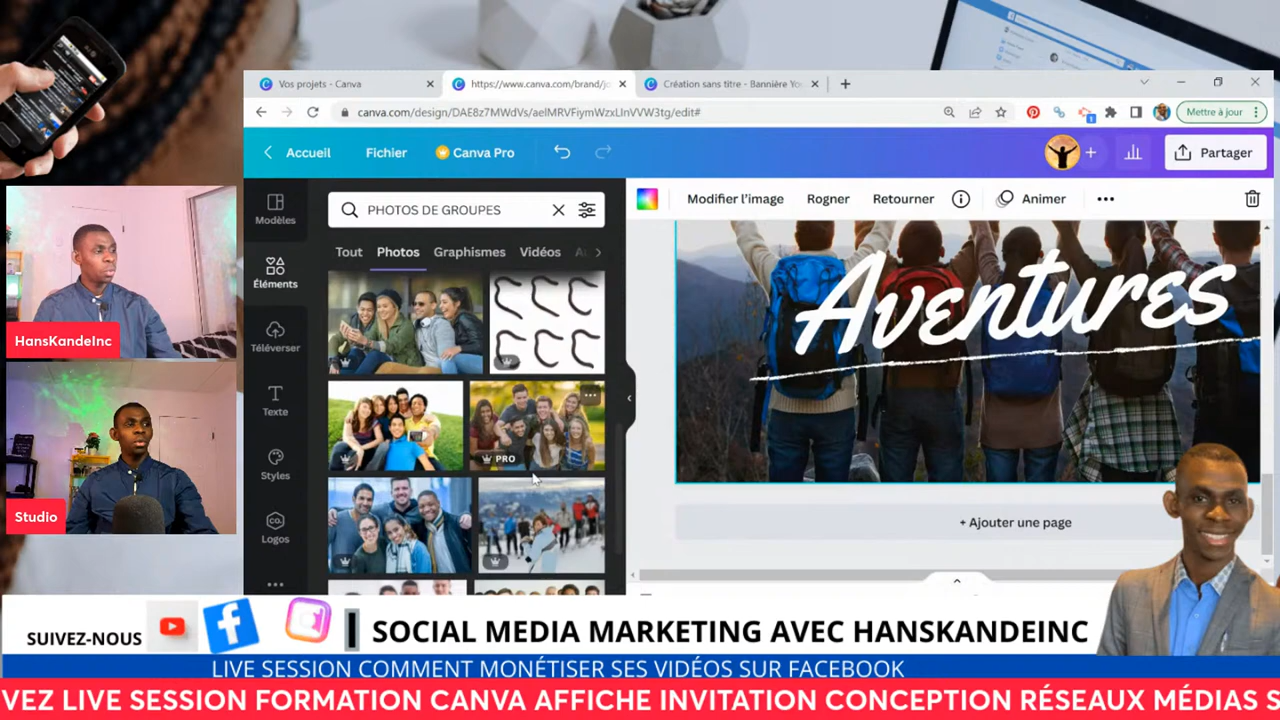 Vos projets - Canva
https://www.canva.com/brand/jo
Création sans titre - Bannière You
canva.com/design/DAE8z7MWdVs/aelMRVFiymWzxLlnVVW3tg/edit#
Mettre à jour
Accueil
Fichier
Canva Pro
Partager
Modèles
Éléments
Téléverser
Texte
Styles
CO.
Logos
PHOTOS DE GROUPES
Tout
Photos
Graphismes
Vidéos
PRO
Modifier l'image
Rogner
Retourner
Animer
Aventures
+ Ajouter une page
HansKandeInc
Studio
SUIVEZ-NOUS
SOCIAL MEDIA MARKETING AVEC HANSKANDEINC
LIVE SESSION COMMENT MONÉTISER SES VIDÉOS SUR FACEBOOK
VEZ LIVE SESSION FORMATION CANVA AFFICHE INVITATION CONCEPTION RÉSEAUX MÉDIAS S